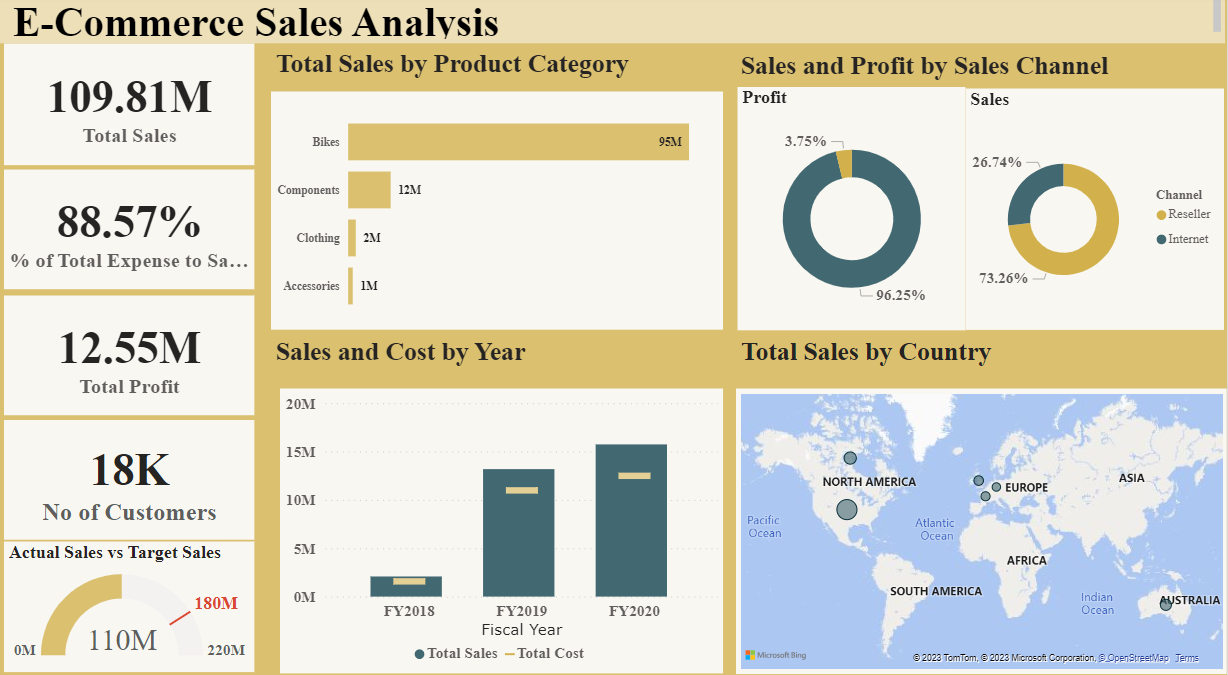 E-Commerce Sales Analysis
109.81M
Total Sales
88.57%
% of Total Expense to Sa...
12.55M
Total Profit
18K
No of Customers
Actual Sales vs Target Sales
180M
110M
0M
220M
Total Sales by Product Category
Bikes
95M
Components
12M
Clothing
2M
Accessories
1M
Sales and Profit by Sales Channel
Profit
3.75%
96.25%
Sales
26.74%
73.26%
Channel
Reseller
Internet
Sales and Cost by Year
20M
15M
10M
5M
0M
FY2018
FY2019
FY2020
Fiscal Year
Total Sales
Total Cost
Total Sales by Country
NORTH AMERICA
EUROPE
ASIA
Pacific
Ocean
Atlantic
Ocean
AFRICA
SOUTH AMERICA
Indian
Ocean
AUSTRALIA
Microsoft Bing
© 2023 TomTom, © 2023 Microsoft Corporation, © OpenStreetMap Terms